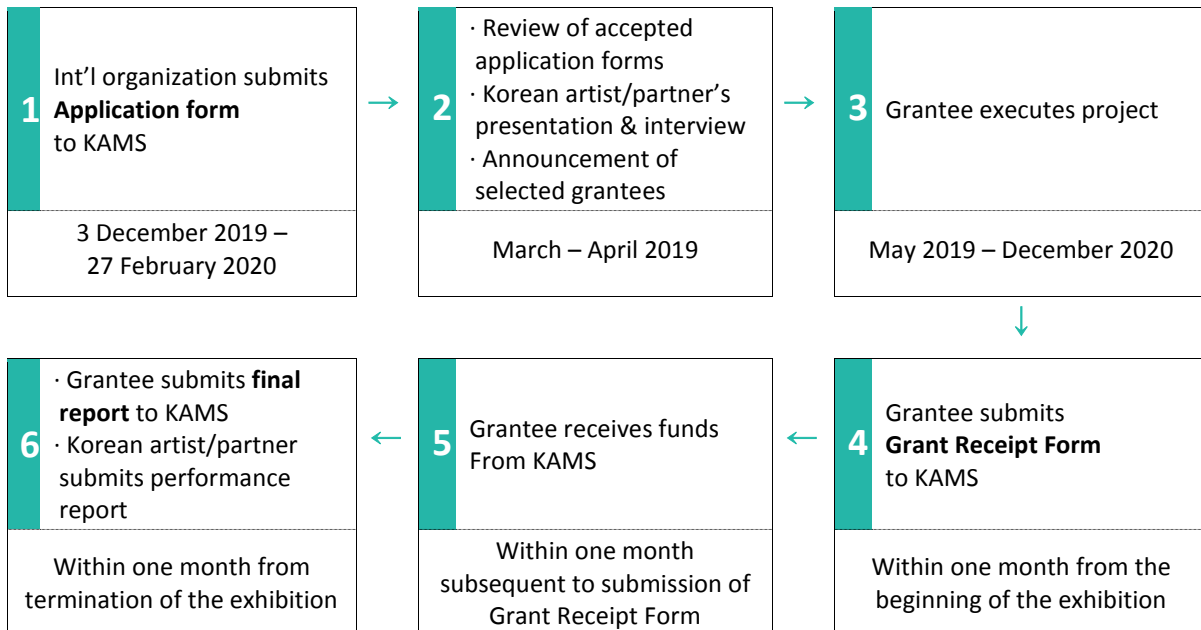 1
Int'l organization submits
Application form
to KAMS
3 December 2019 –
27 February 2020
→
2
· Review of accepted
application forms
· Korean artist/partner's
presentation & interview
· Announcement of
selected grantees
March – April 2019
→
3
Grantee executes project
May 2019 – December 2020
↓
4
Grantee submits
Grant Receipt Form
to KAMS
Within one month from the
beginning of the exhibition
←
5
Grantee receives funds
From KAMS
Within one month
subsequent to submission of
Grant Receipt Form
←
6
· Grantee submits final
report to KAMS
· Korean artist/partner
submits performance
report
Within one month from
termination of the exhibition